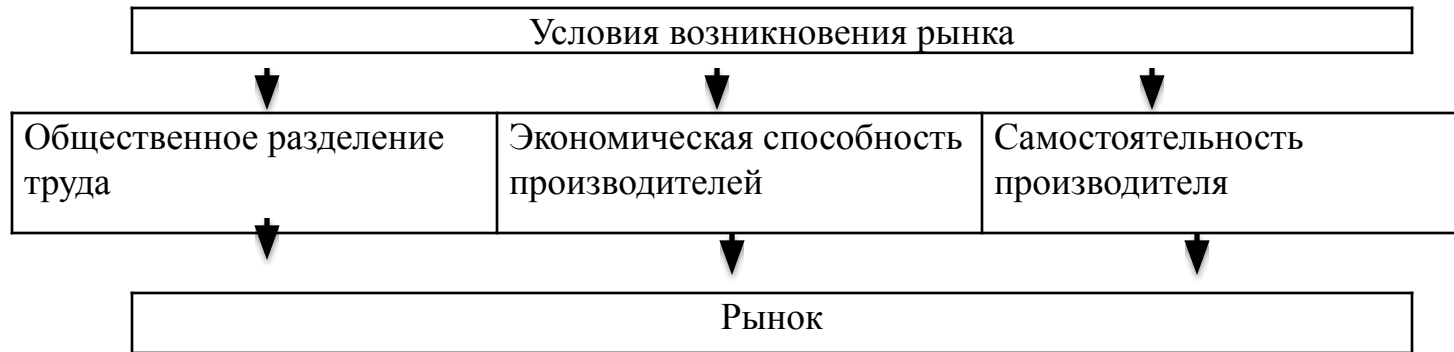 Условия возникновения рынка
Общественное разделение
труда
Экономическая способность
производителей
Самостоятельность
производителя
Рынок